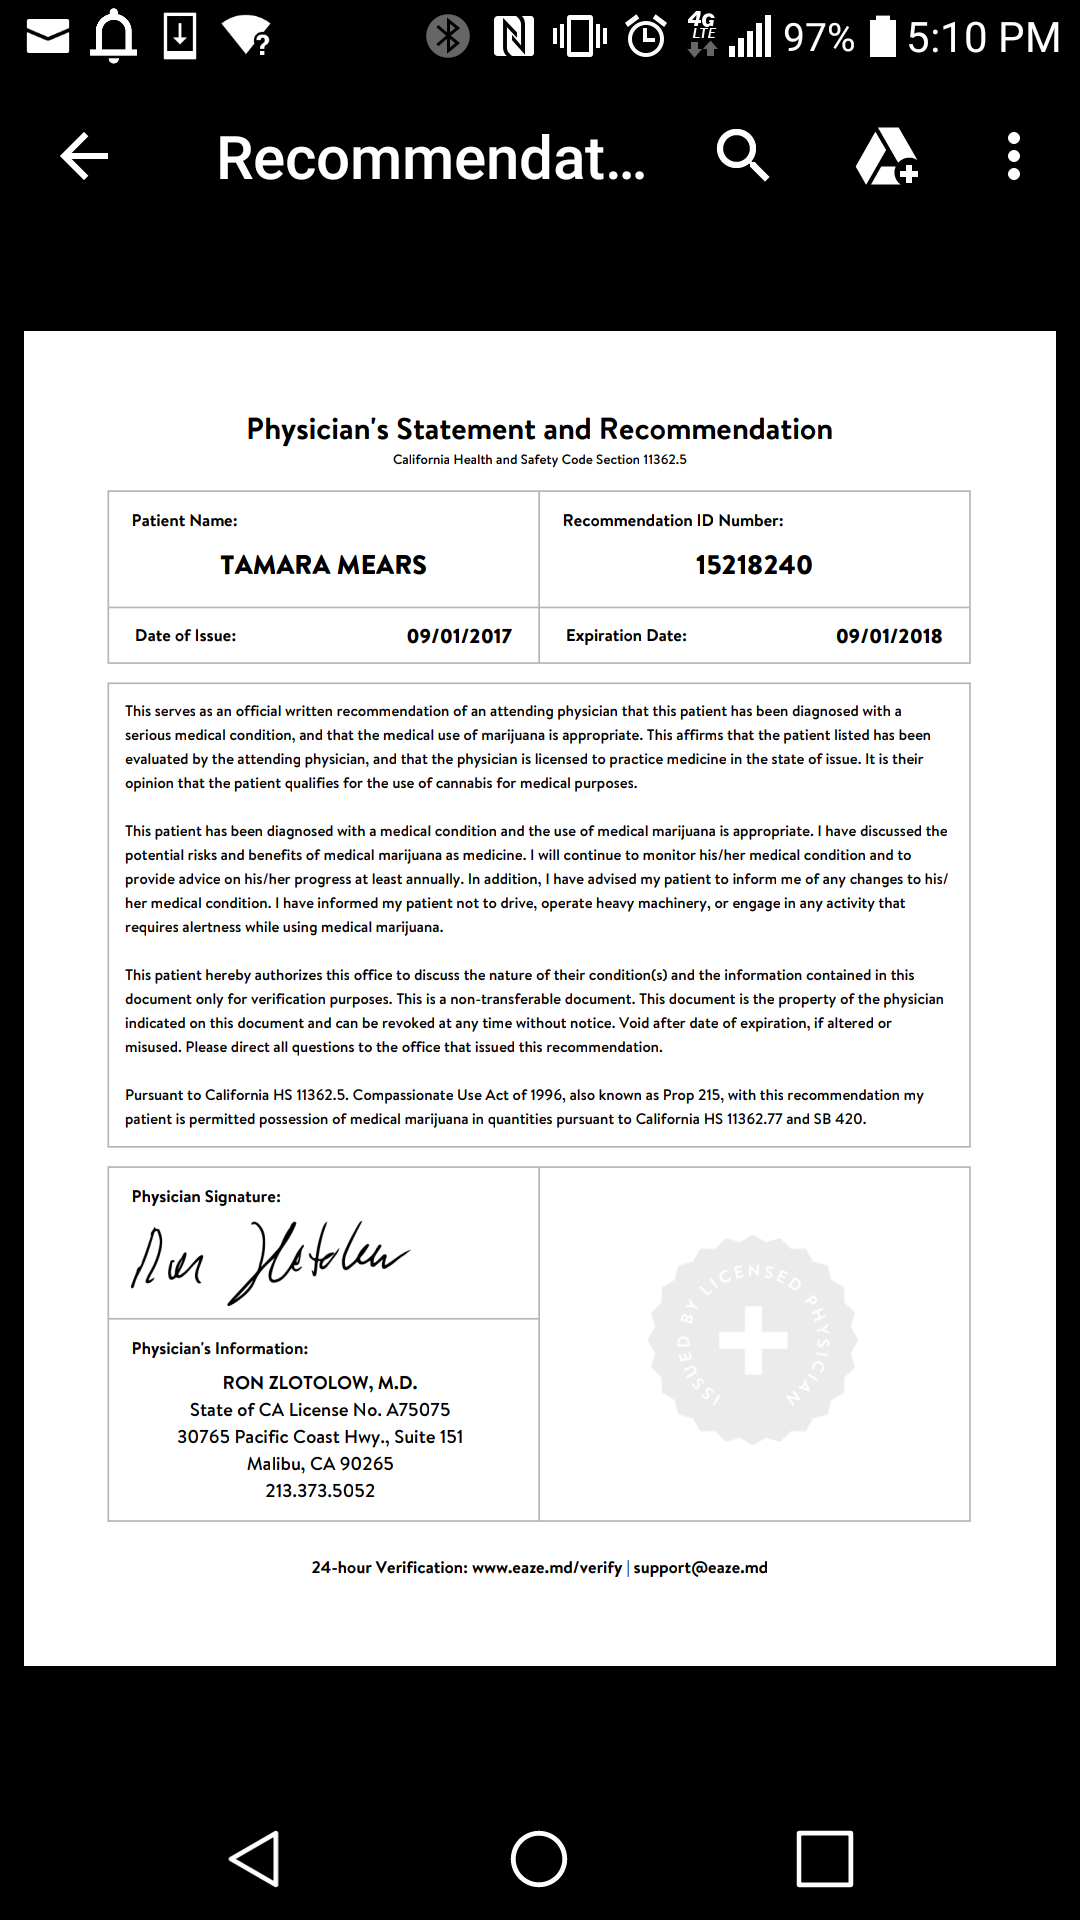 97% 5:10 PM
4G LTE
Recommendat...
Physician's Statement and Recommendation
California Health and Safety Code Section 11362.5
Patient Name:
TAMARA MEARS
Recommendation ID Number:
15218240
Date of Issue: 09/01/2017
Expiration Date: 09/01/2018
This serves as an official written recommendation of an attending physician that this patient has been diagnosed with a
serious medical condition, and that the medical use of marijuana is appropriate. This affirms that the patient listed has been
evaluated by the attending physician, and that the physician is licensed to practice medicine in the state of issue. It is their
opinion that the patient qualifies for the use of cannabis for medical purposes.
This patient has been diagnosed with a medical condition and the use of medical marijuana is appropriate. I have discussed the
potential risks and benefits of medical marijuana as medicine. I will continue to monitor his/her medical condition and to
provide advice on his/her progress at least annually. In addition, I have advised my patient to inform me of any changes to his/
her medical condition. I have informed my patient not to drive, operate heavy machinery, or engage in any activity that
requires alertness while using medical marijuana.
This patient hereby authorizes this office to discuss the nature of their condition(s) and the information contained in this
document only for verification purposes. This is a non-transferable document. This document is the property of the physician
indicated on this document and can be revoked at any time without notice. Void after date of expiration, if altered or
misused. Please direct all questions to the office that issued this recommendation.
Pursuant to California HS 11362.5. Compassionate Use Act of 1996, also known as Prop 215, with this recommendation my
patient is permitted possession of medical marijuana in quantities pursuant to California HS 11362.77 and SB 420.
Physician Signature:
Ron Zlotolow
Physician's Information:
RON ZLOTOLOW, M.D.
State of CA License No. A75075
30765 Pacific Coast Hwy., Suite 151
Malibu, CA 90265
213.373.5052
ISSUED BY LICENSED PHYSICIAN
24-hour Verification: www.eaze.md/verify | support@eaze.md